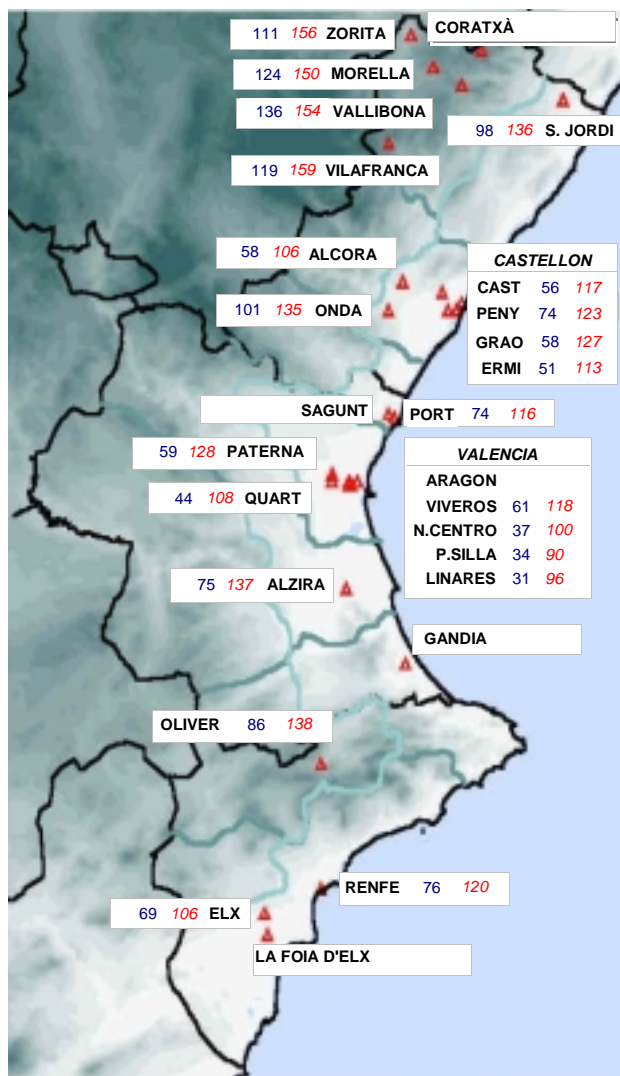 CORATXÀ
111 156 ZORITA
124 150 MORELLA
136 154 VALLIBONA
98 136 S. JORDI
119 159 VILAFRANCA
58 106 ALCORA
101 135 ONDA
CASTELLON
CAST 56 117
PENY 74 123
GRAO 58 127
ERMI 51 113
SAGUNT
PORT 74 116
59 128 PATERNA
44 108 QUART
VALENCIA
ARAGON
VIVEROS 61 118
N.CENTRO 37 100
P.SILLA 34 90
LINARES 31 96
75 137 ALZIRA
GANDIA
OLIVER 86 138
RENFE 76 120
69 106 ELX
LA FOIA D'ELX